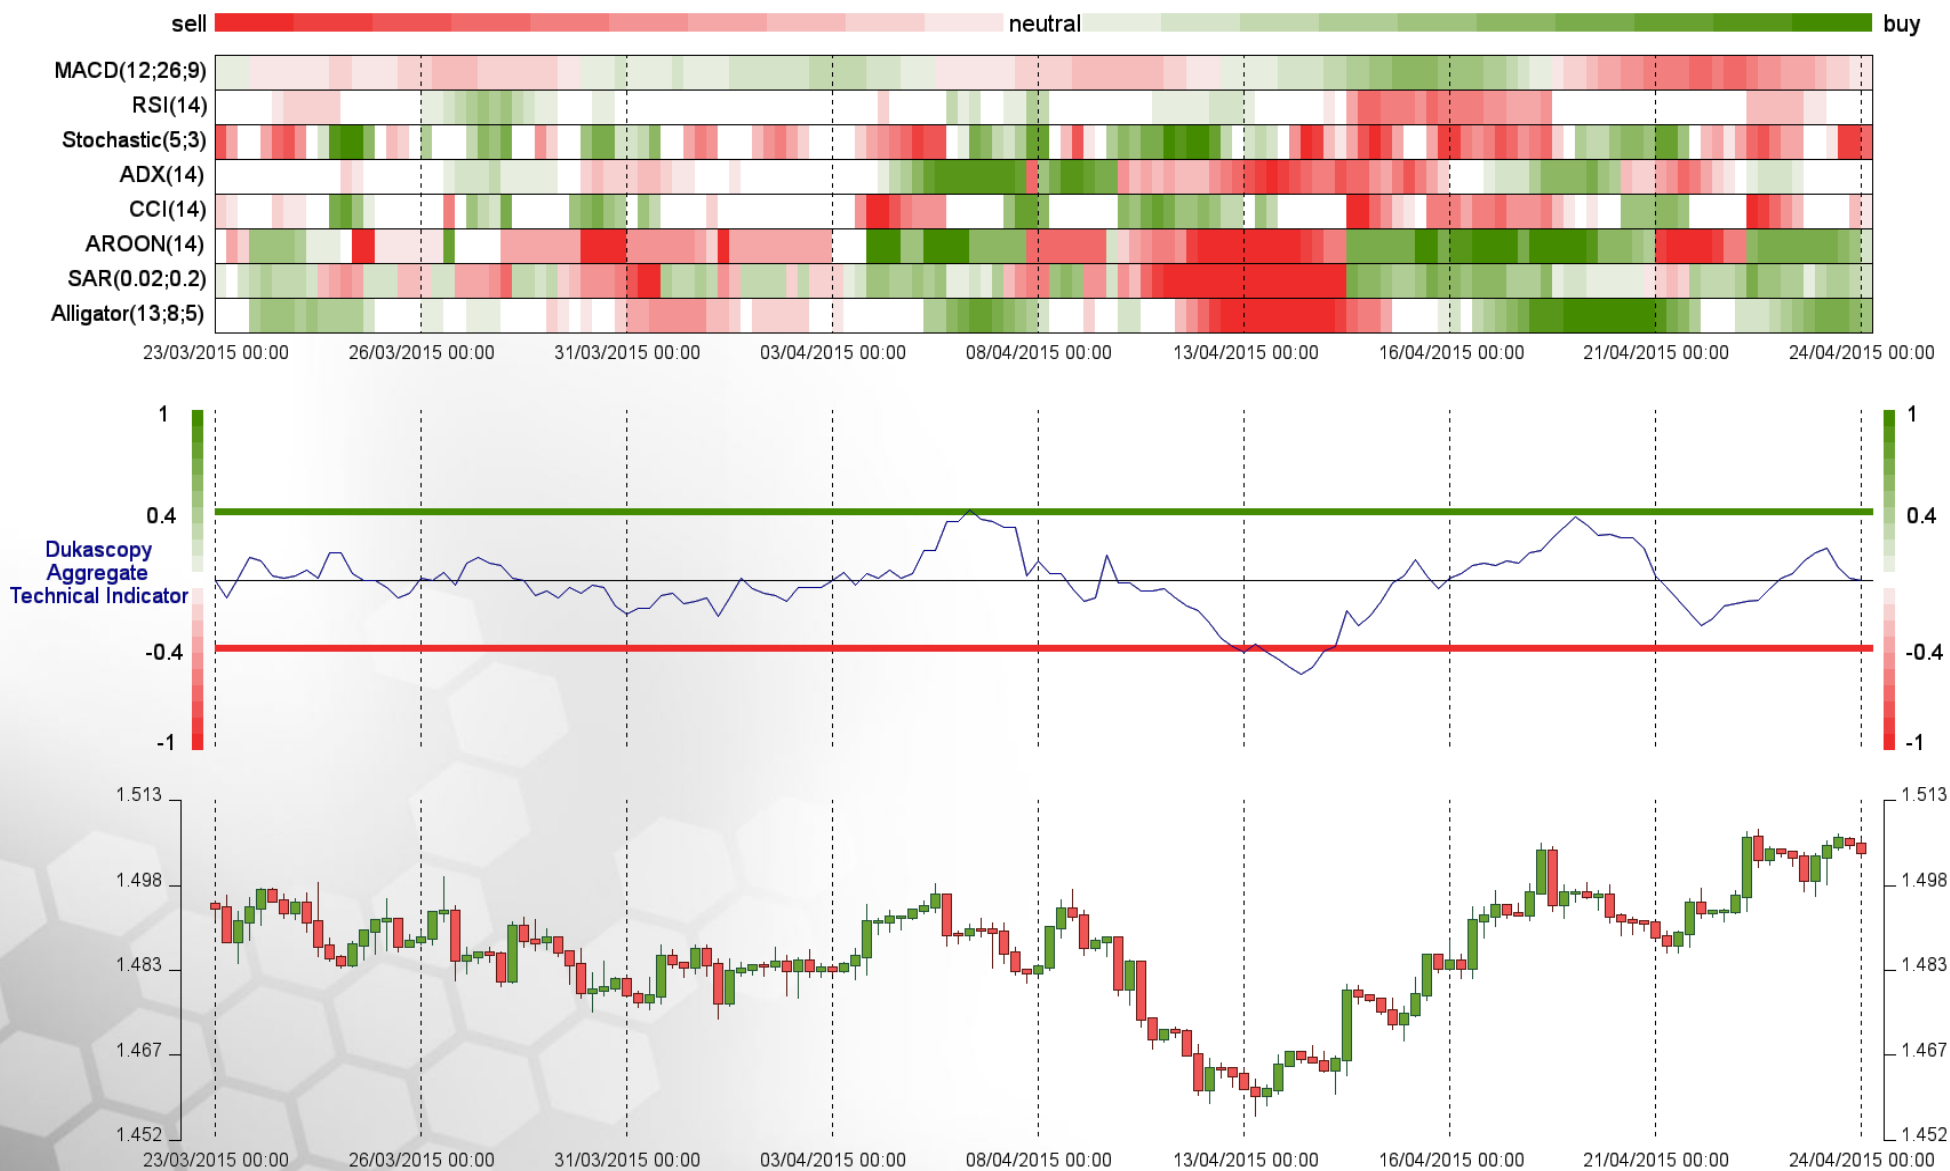 sell neutral buy
MACD(12;26;9)
RSI(14)
Stochastic(5;3)
ADX(14)
CCI(14)
AROON(14)
SAR(0.02;0.2)
Alligator(13;8;5)
23/03/2015 00:00 26/03/2015 00:00 31/03/2015 00:00 03/04/2015 00:00 08/04/2015 00:00 13/04/2015 00:00 16/04/2015 00:00 21/04/2015 00:00 24/04/2015 00:00
1 1
0.4 0.4
Dukascopy
Aggregate
Technical Indicator
-0.4 -0.4
-1 -1
1.513 1.513
1.498 1.498
1.483 1.483
1.467 1.467
1.452 1.452
23/03/2015 00:00 26/03/2015 00:00 31/03/2015 00:00 03/04/2015 00:00 08/04/2015 00:00 13/04/2015 00:00 16/04/2015 00:00 21/04/2015 00:00 24/04/2015 00:00